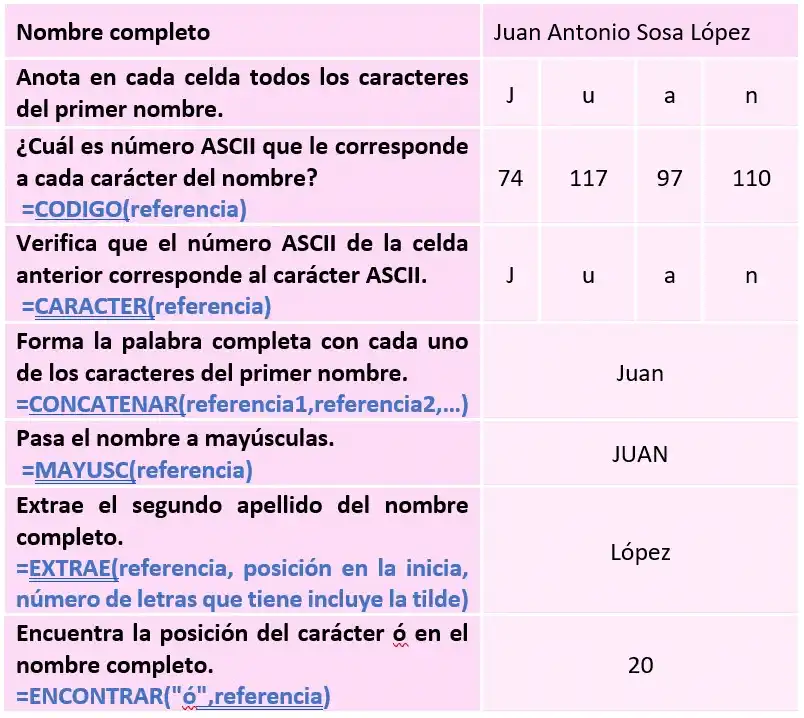 Nombre completo
Juan Antonio Sosa López
Anota en cada celda todos los caracteres
del primer nombre.
J u a n
¿Cuál es número ASCII que le corresponde
a cada carácter del nombre?
=CODIGO(referencia)
74 117 97 110
Verifica que el número ASCII de la celda
anterior corresponde al carácter ASCII.
=CARACTER(referencia)
J u a n
Forma la palabra completa con cada uno
de los caracteres del primer nombre.
=CONCATENAR(referencia1,referencia2,...)
Juan
Pasa el nombre a mayúsculas.
=MAYUSC(referencia)
JUAN
Extrae el segundo apellido del nombre
completo.
=EXTRAE(referencia, posición en la inicia,
número de letras que tiene incluye la tilde)
López
Encuentra la posición del carácter ó en el
nombre completo.
=ENCONTRAR("ó",referencia)
20